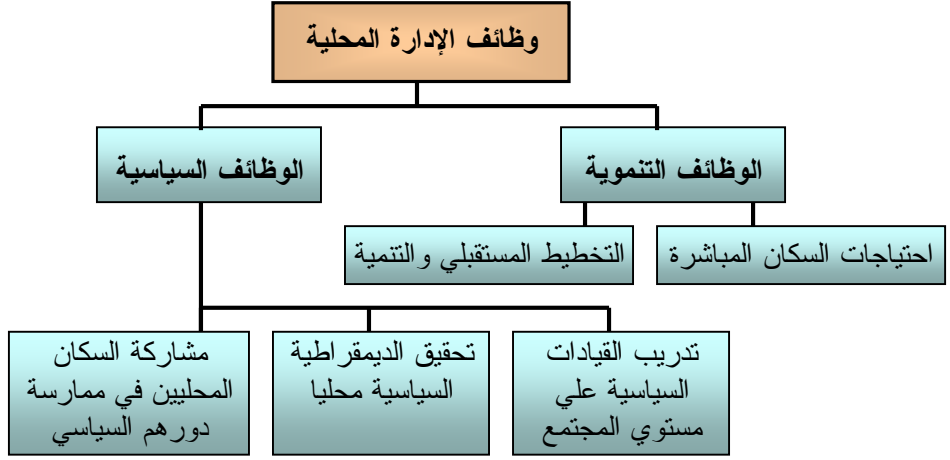 وظائف الإدارة المحلية
الوظائف التنموية
الوظائف السياسية
احتياجات السكان المباشرة
التخطيط المستقبلي والتنمية
تدريب القيادات
السياسية علي
مستوي المجتمع
تحقيق الديمقراطية
السياسية محليا
مشاركة السكان
المحليين في ممارسة
دورهم السياسي